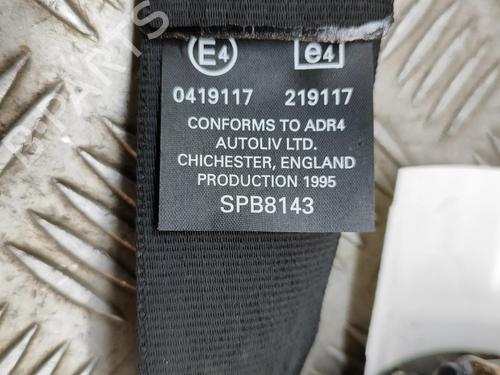 E4 e4
0419117 219117
CONFORMS TO ADR4
AUTOLIV LTD.
CHICHESTER, ENGLAND
PRODUCTION 1995
SPB8143